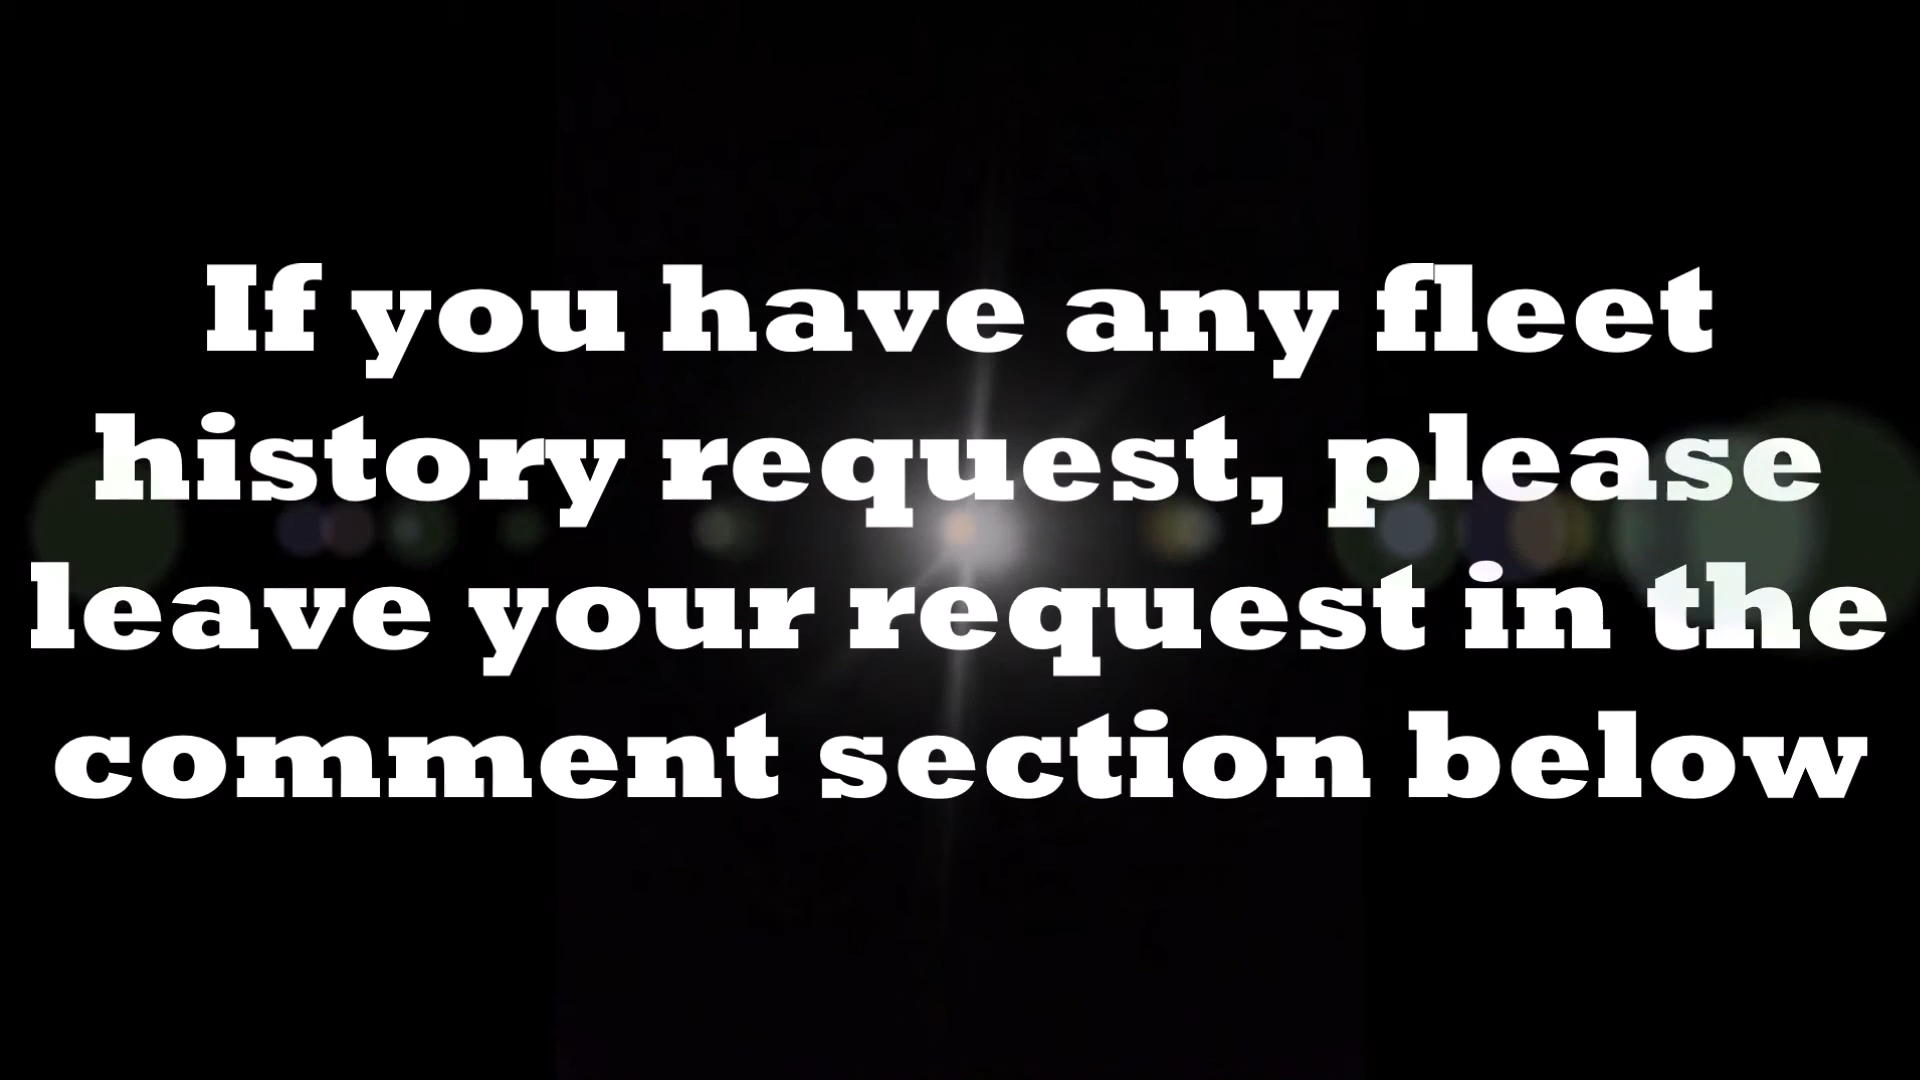 If you have any fleet
history request, please
leave your request in the
comment section below